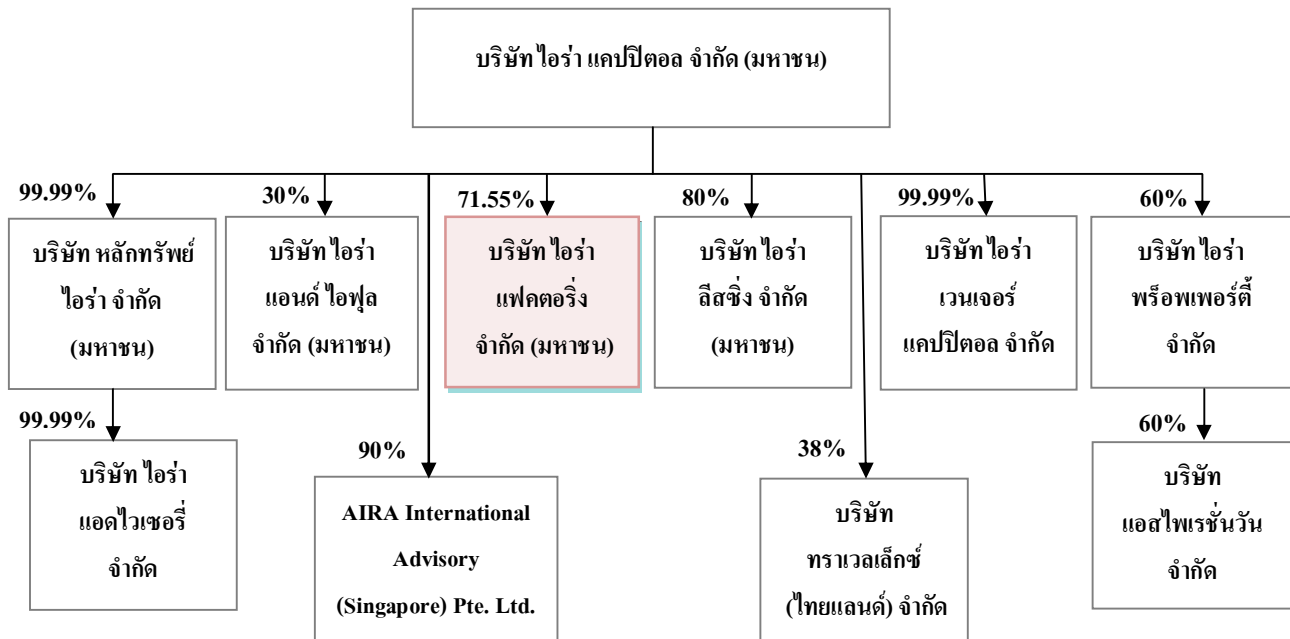 บริษัท ไอร่า แคปปิตอล จำกัด (มหาชน)
99.99%
บริษัท หลักทรัพย์
ไอร่า จำกัด
(มหาชน)
30%
บริษัท ไอร่า
แอนด์ ไอฟุล
จำกัด (มหาชน)
71.55%
บริษัท ไอร่า
แฟคตอริ่ง
จำกัด (มหาชน)
80%
บริษัท ไอร่า
ลีสซิ่ง จำกัด
(มหาชน)
99.99%
บริษัท ไอร่า
เวนเจอร์
แคปปิตอล จำกัด
60%
บริษัท ไอร่า
พร็อพเพอร์ตี้
จำกัด
99.99%
บริษัท ไอร่า
แอดไวเซอรี่
จำกัด
90%
AIRA International
Advisory
(Singapore) Pte. Ltd.
38%
บริษัท
ทราเวลเล็กซ์
(ไทยแลนด์) จำกัด
60%
บริษัท
แอสไพเรชั่นวัน
จำกัด